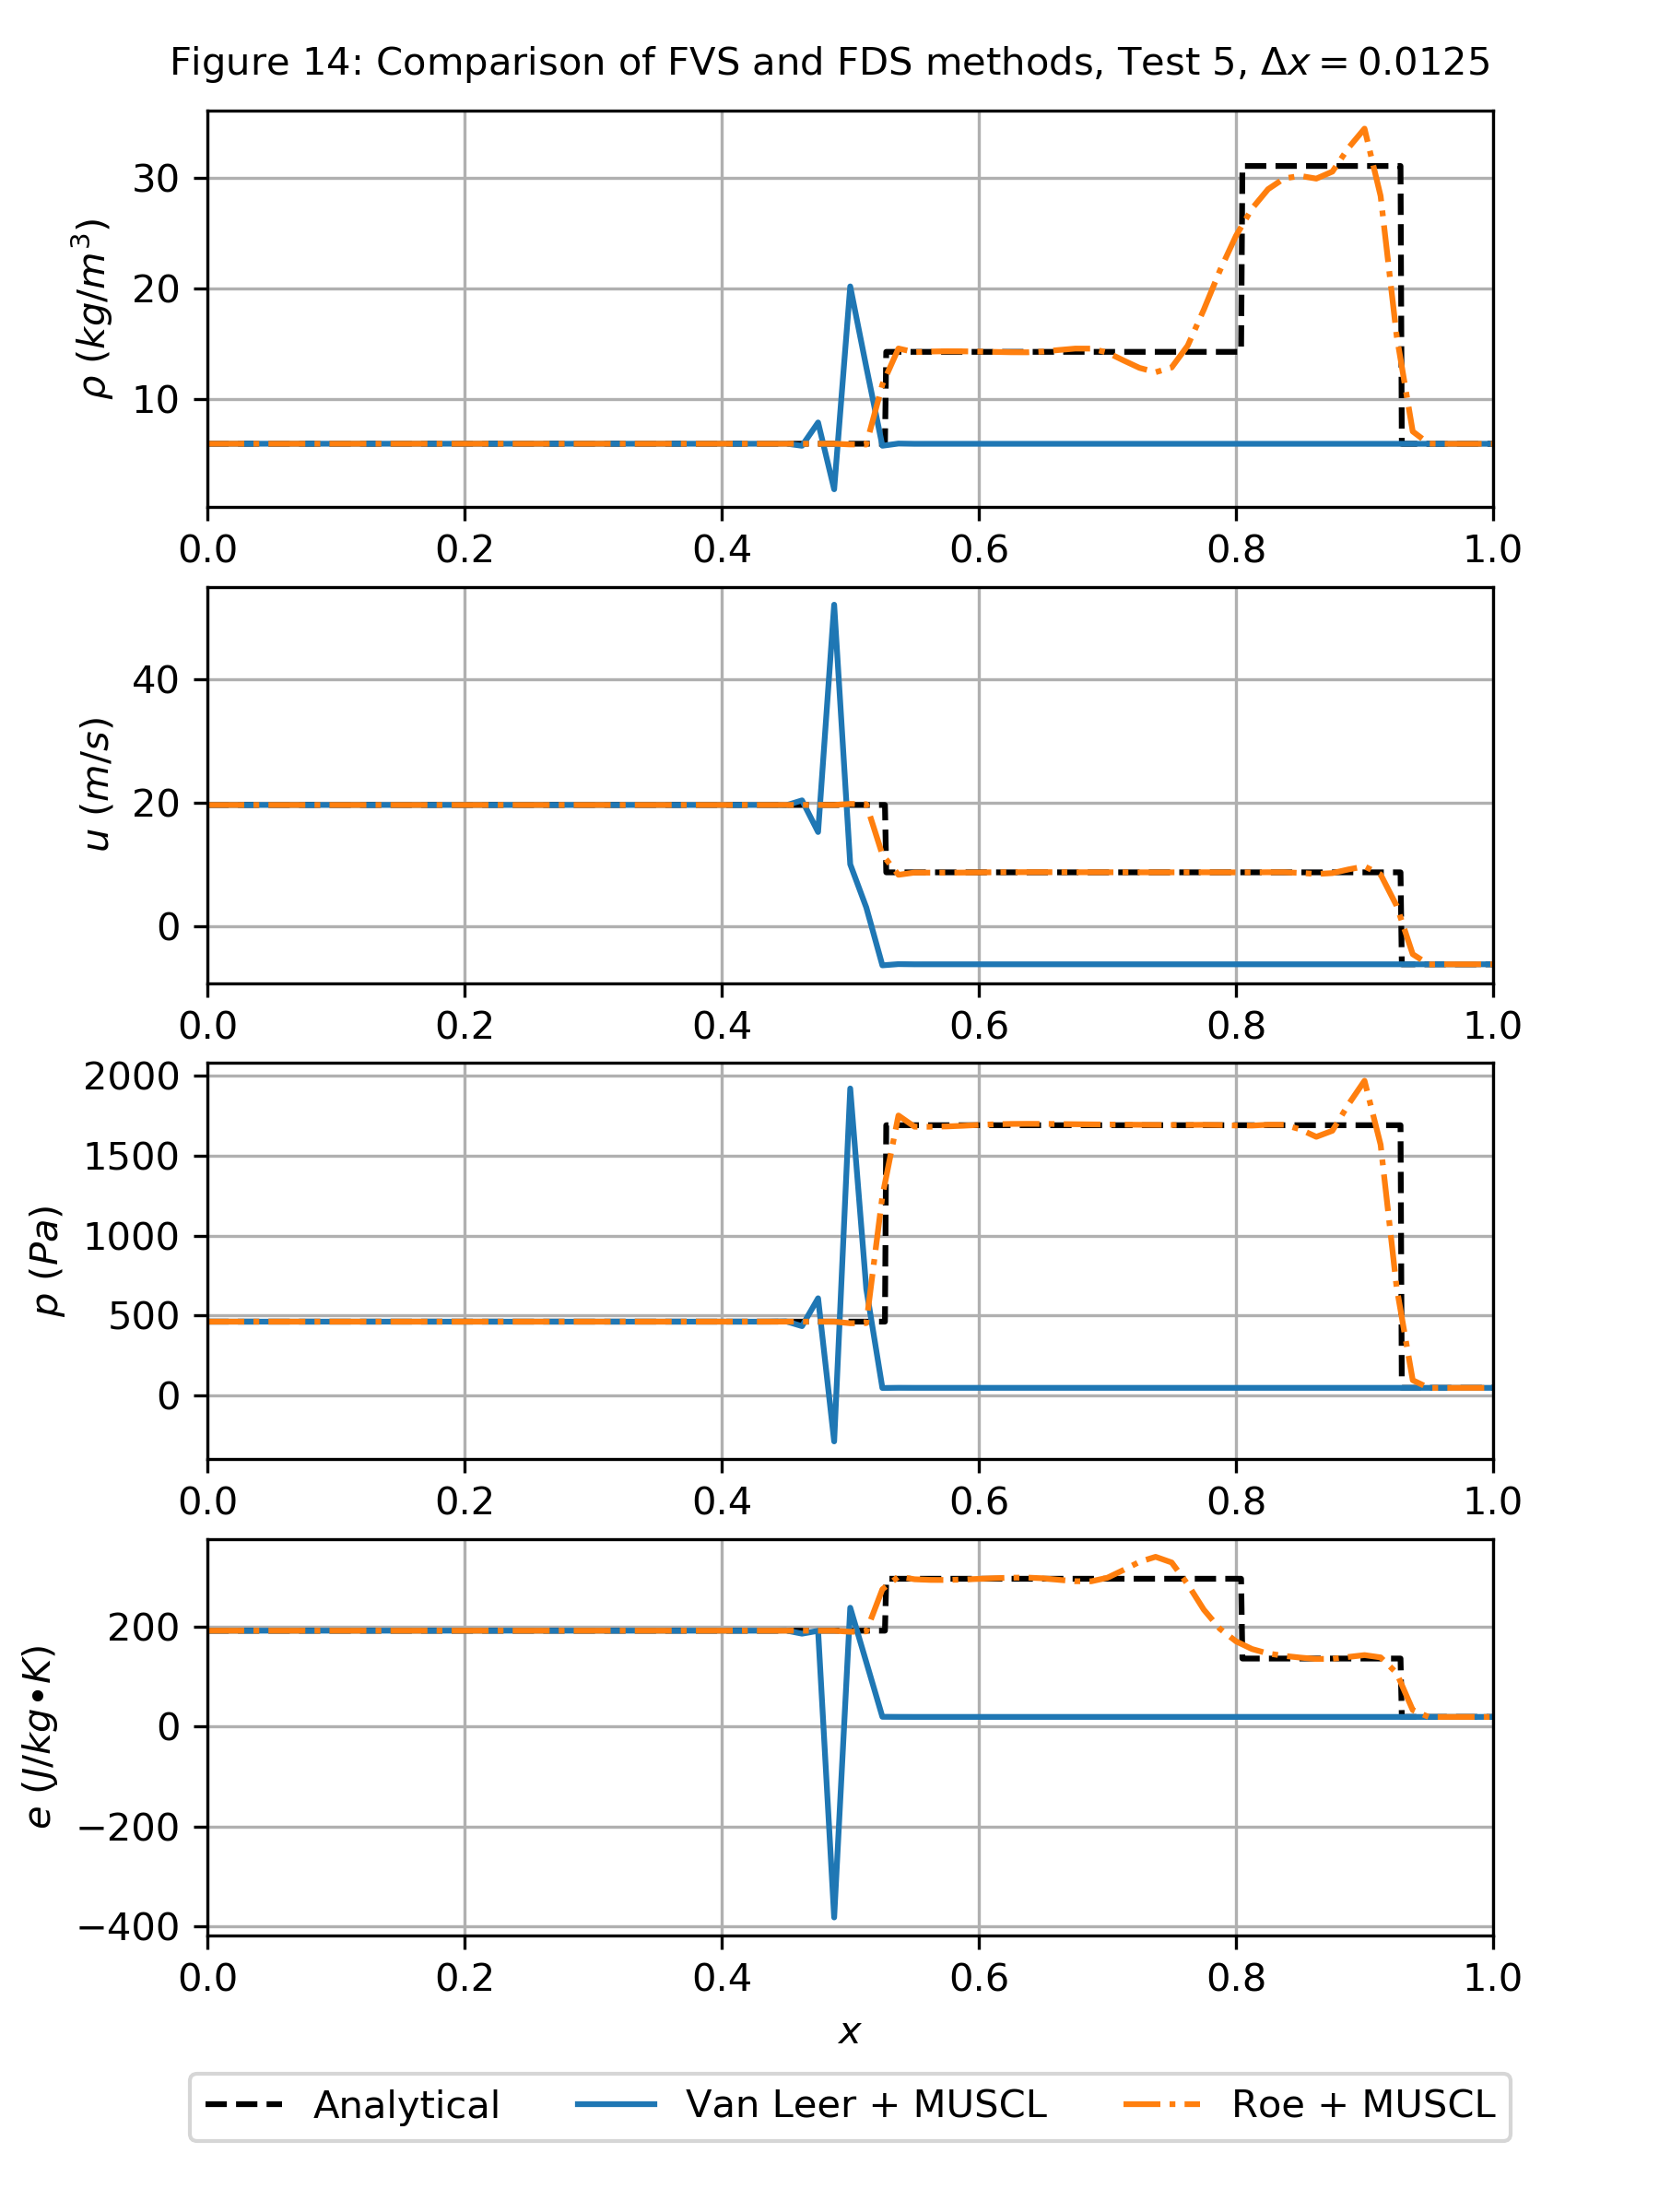 Figure 14: Comparison of FVS and FDS methods, Test 5, Δx = 0.0125
ρ (kg/m³)
30
20
10
0.0 0.2 0.4 0.6 0.8 1.0
u (m/s)
40
20
0
0.0 0.2 0.4 0.6 0.8 1.0
p (Pa)
2000
1500
1000
500
0
0.0 0.2 0.4 0.6 0.8 1.0
e (J/kg•K)
200
0
−200
−400
0.0 0.2 0.4 0.6 0.8 1.0
x
Analytical Van Leer + MUSCL Roe + MUSCL